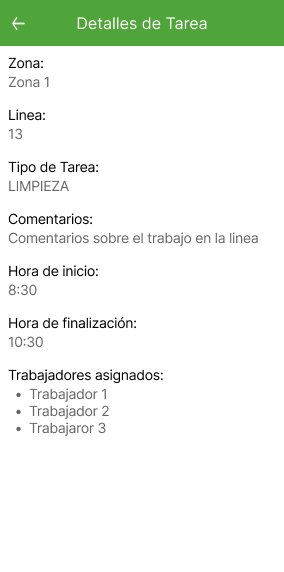 Detalles de Tarea
Zona:
Zona 1
Linea:
13
Tipo de Tarea:
LIMPIEZA
Comentarios:
Comentarios sobre el trabajo en la linea
Hora de inicio:
8:30
Hora de finalización:
10:30
Trabajadores asignados:
• Trabajador 1
• Trabajador 2
• Trabajaror 3